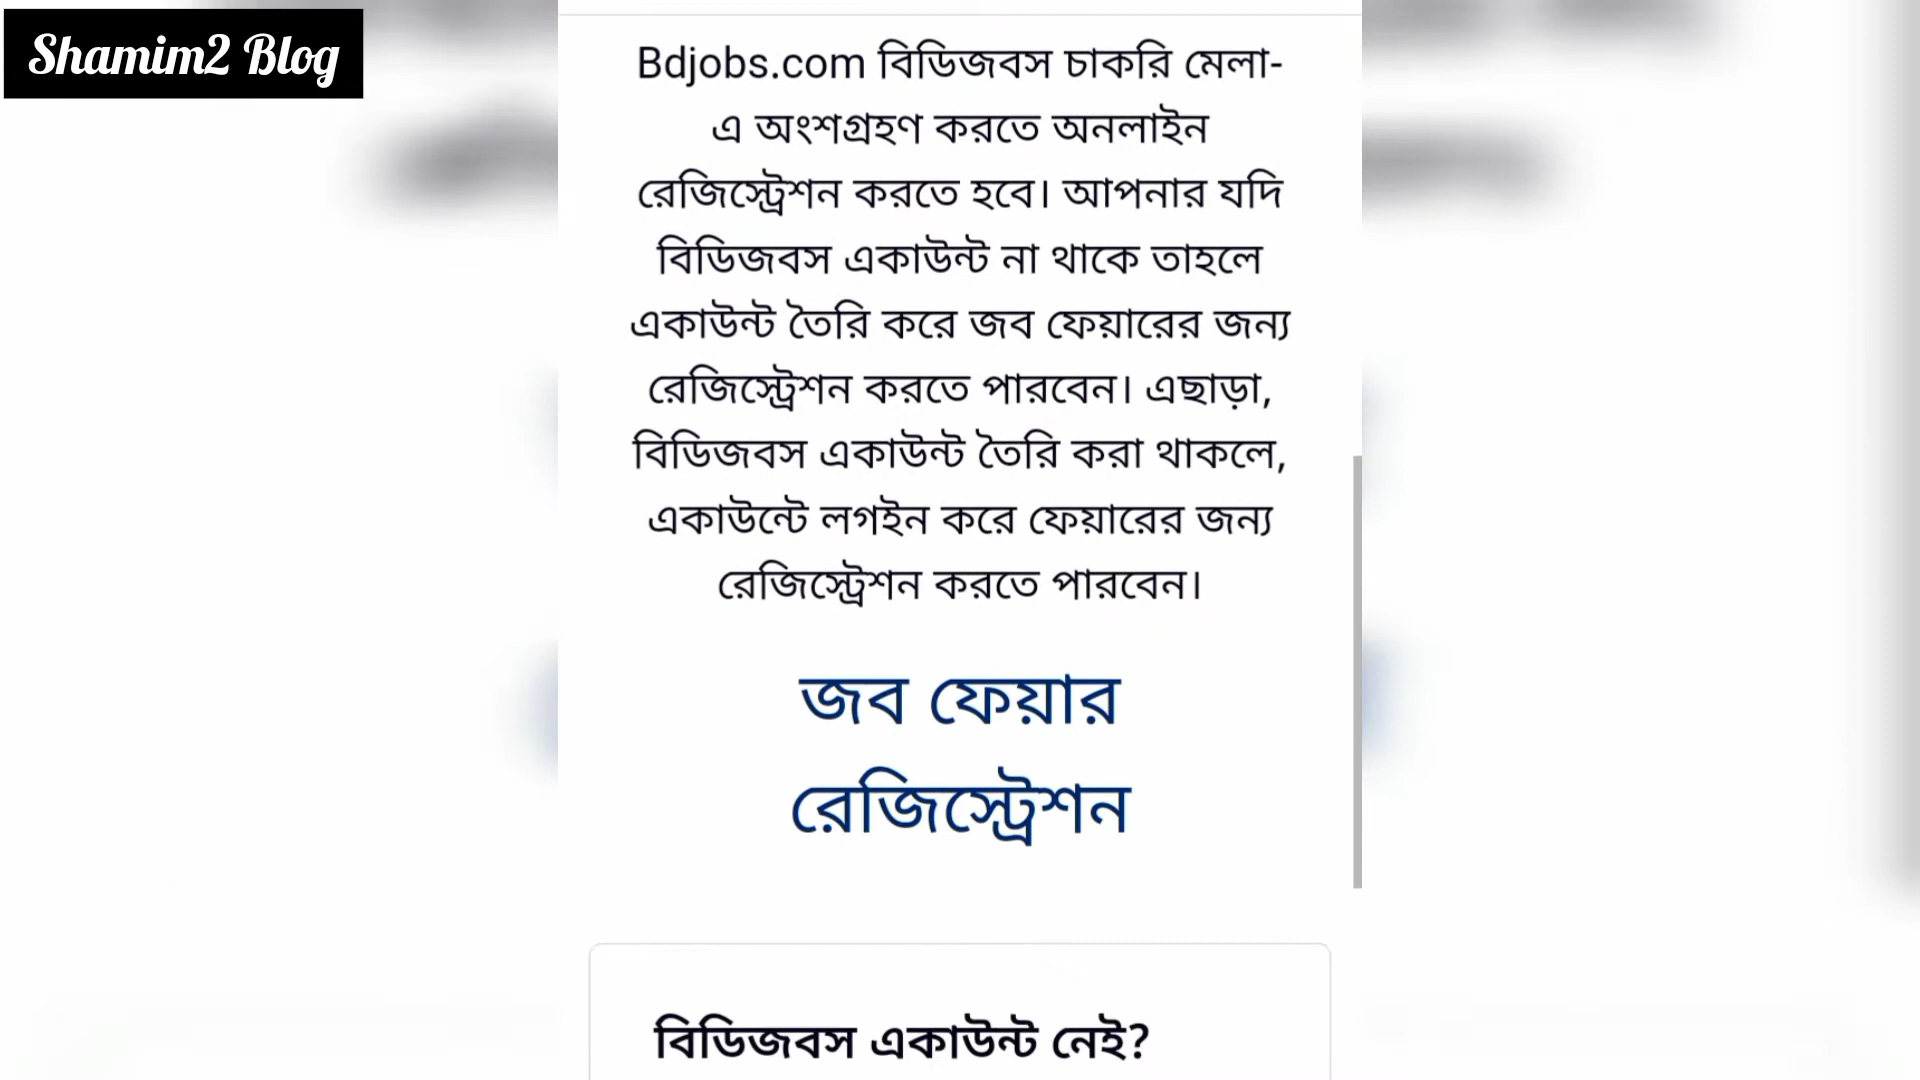 Shamim2 Blog
Bdjobs.com বিডিজবস চাকরি মেলা-
এ অংশগ্রহণ করতে অনলাইন
রেজিস্ট্রেশন করতে হবে। আপনার যদি
বিডিজবস একাউন্ট না থাকে তাহলে
একাউন্ট তৈরি করে জব ফেয়ারের জন্য
রেজিস্ট্রেশন করতে পারবেন। এছাড়া,
বিডিজবস একাউন্ট তৈরি করা থাকলে,
একাউন্টে লগইন করে ফেয়ারের জন্য
রেজিস্ট্রেশন করতে পারবেন।
জব ফেয়ার
রেজিস্ট্রেশন
বিডিজবস একাউন্ট নেই?